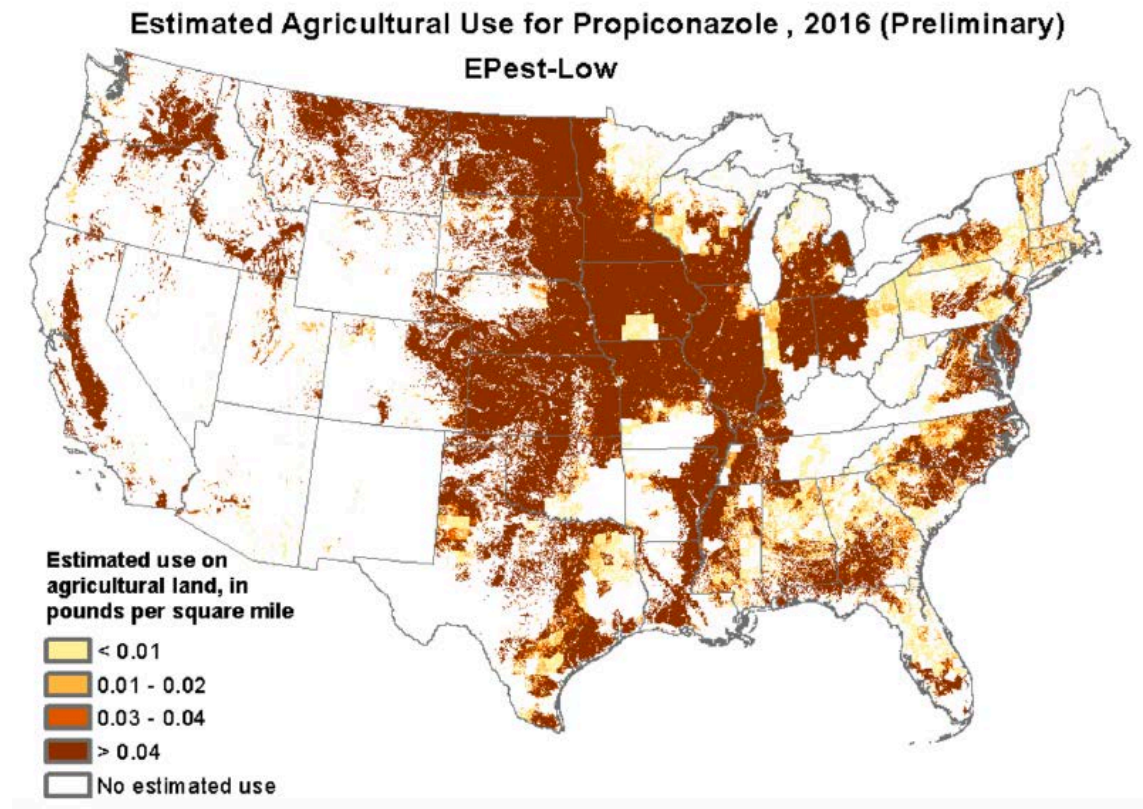 Estimated Agricultural Use for Propiconazole , 2016 (Preliminary)
EPest-Low
Estimated use on
agricultural land, in
pounds per square mile
< 0.01
0.01 - 0.02
0.03 - 0.04
> 0.04
No estimated use